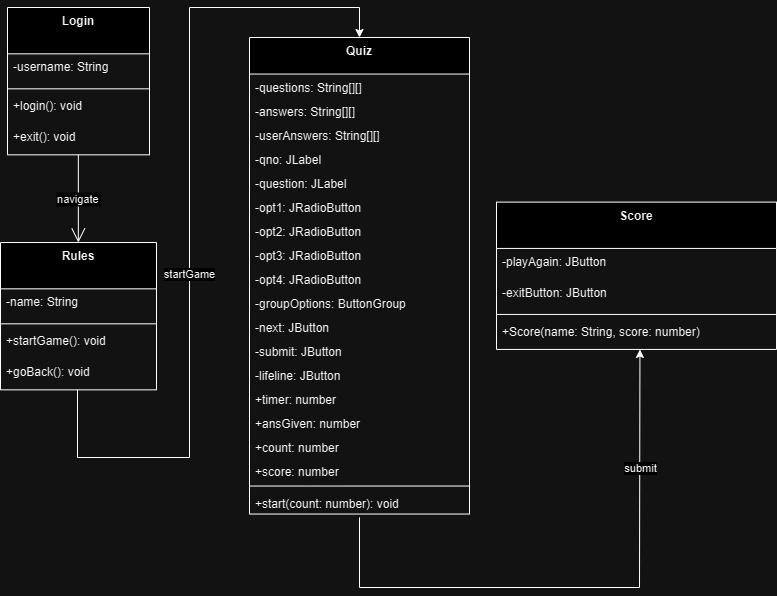 Login
-username: String
+login(): void
+exit(): void
navigate
Rules
-name: String
+startGame(): void
+goBack(): void
startGame
Quiz
-questions: String[][]
-answers: String[][]
-userAnswers: String[][]
-qno: JLabel
-question: JLabel
-opt1: JRadioButton
-opt2: JRadioButton
-opt3: JRadioButton
-opt4: JRadioButton
-groupOptions: ButtonGroup
-next: JButton
-submit: JButton
-lifeline: JButton
+timer: number
+ansGiven: number
+count: number
+score: number
+start(count: number): void
submit
Score
-playAgain: JButton
-exitButton: JButton
+Score(name: String, score: number)